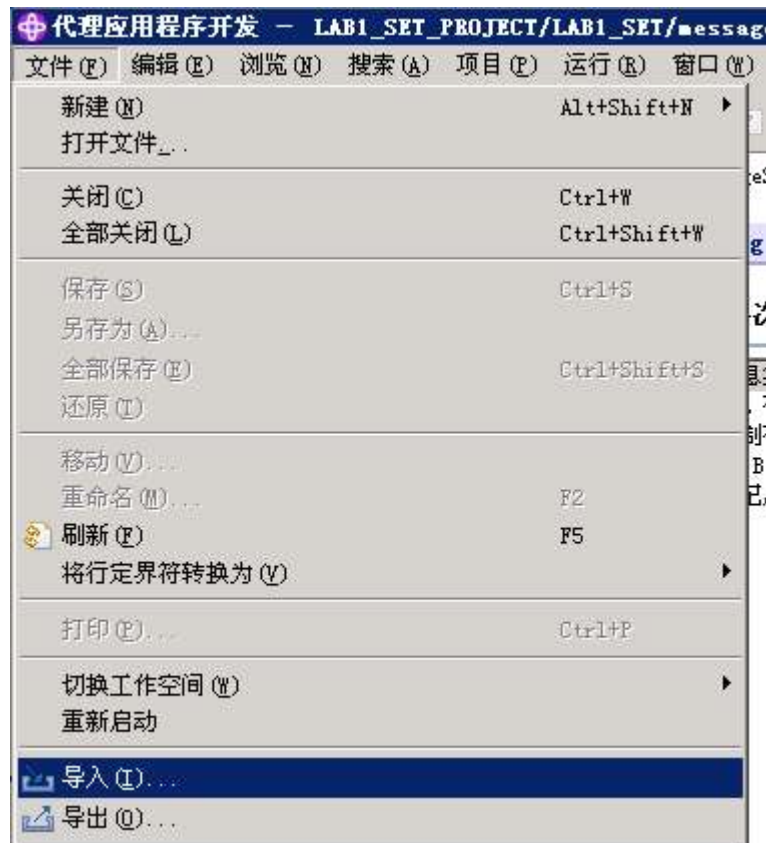 代理应用程序开发 － LAB1_SET_PROJECT/LAB1_SET/message
文件(F) 编辑(E) 浏览(N) 搜索(A) 项目(P) 运行(R) 窗口(W)
新建(N) Alt+Shift+N
打开文件_..
关闭(C) Ctrl+W
全部关闭(L) Ctrl+Shift+W
保存(S) Ctrl+S
另存为(A)...
全部保存(E) Ctrl+Shift+S
还原(T)
移动(V)...
重命名(M)... F2
刷新(F) F5
将行定界符转换为(V)
打印(P)... Ctrl+P
切换工作空间(W)
重新启动
导入(I)...
导出(O)...